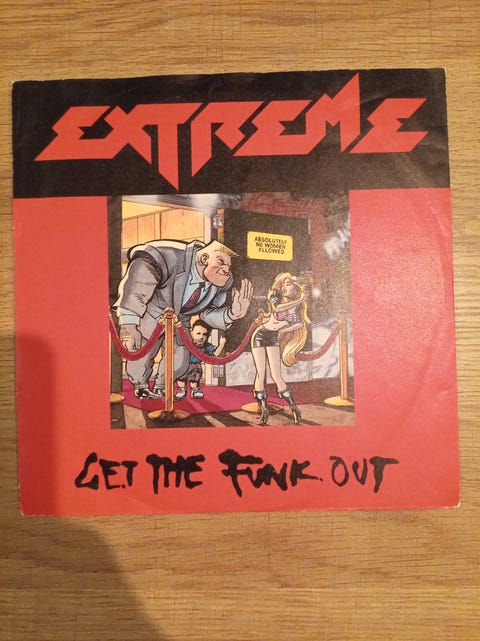 EXTREME
ABSOLUTELY
NO WOMEN
ALLOWED
GET THE FUNK OUT